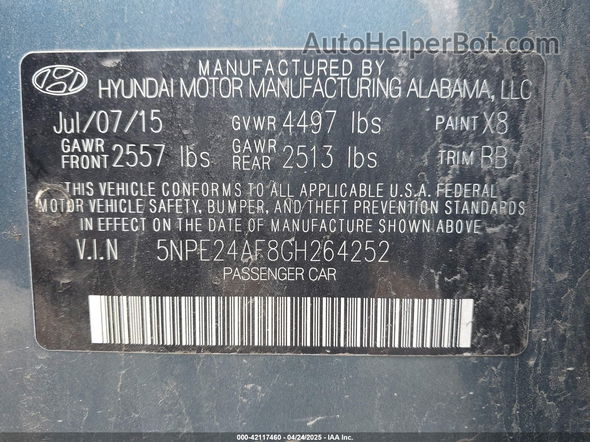 AutoHelperBot.com
MANUFACTURED BY
HYUNDAI MOTOR MANUFACTURING ALABAMA, LLC
Jul/07/15 GVWR 4497 lbs PAINT X8
GAWR FRONT 2557 lbs GAWR REAR 2513 lbs TRIM BB
THIS VEHICLE CONFORMS TO ALL APPLICABLE U.S.A. FEDERAL
MOTOR VEHICLE SAFETY, BUMPER, AND THEFT PREVENTION STANDARDS
IN EFFECT ON THE DATE OF MANUFACTURE SHOWN ABOVE.
V.I.N 5NPE24AF8GH264252
PASSENGER CAR
000-42117460 - 04/24/2025 - IAA Inc.